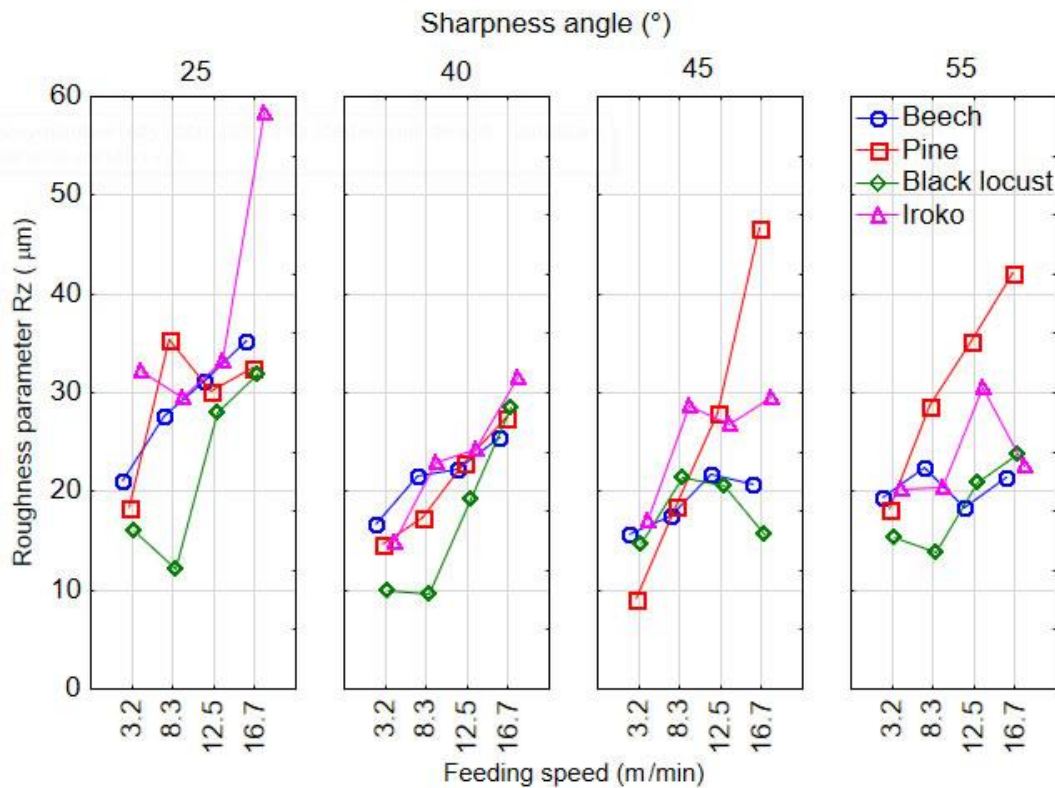 Sharpness angle (°)
25 40 45 55
60
50
40
30
20
10
0
Roughness parameter Rz ( μm)
Beech
Pine
Black locust
Iroko
3.2 8.3 12.5 16.7 3.2 8.3 12.5 16.7 3.2 8.3 12.5 16.7 3.2 8.3 12.5 16.7
Feeding speed (m/min)